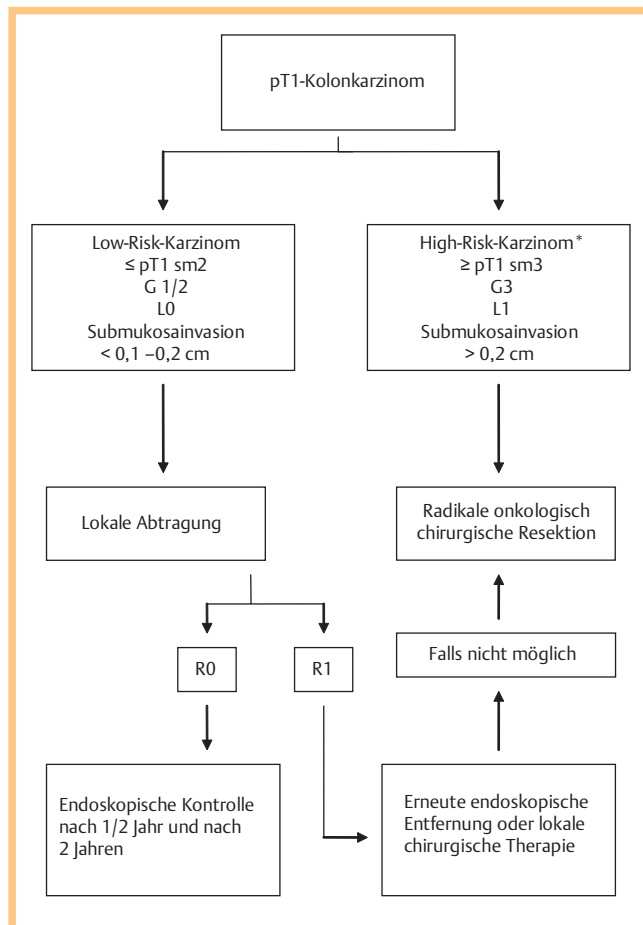 pT1-Kolonkarzinom
Low-Risk-Karzinom
≤ pT1 sm2
G 1/2
L0
Submukosainvasion
< 0,1 –0,2 cm
High-Risk-Karzinom*
≥ pT1 sm3
G3
L1
Submukosainvasion
> 0,2 cm
Lokale Abtragung
Radikale onkologisch
chirurgische Resektion
R0
R1
Falls nicht möglich
Endoskopische Kontrolle
nach 1/2 Jahr und nach
2 Jahren
Erneute endoskopische
Entfernung oder lokale
chirurgische Therapie